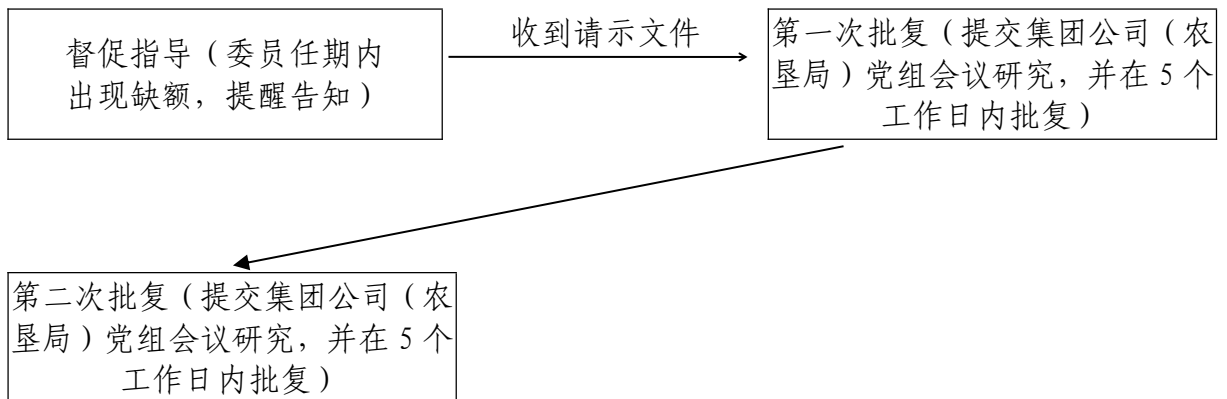 督促指导（委员任期内
出现缺额，提醒告知）
收到请示文件
第一次批复（提交集团公司（农
垦局）党组会议研究，并在 5 个
工作日内批复）
第二次批复（提交集团公司（农
垦局）党组会议研究，并在 5 个
工作日内批复）